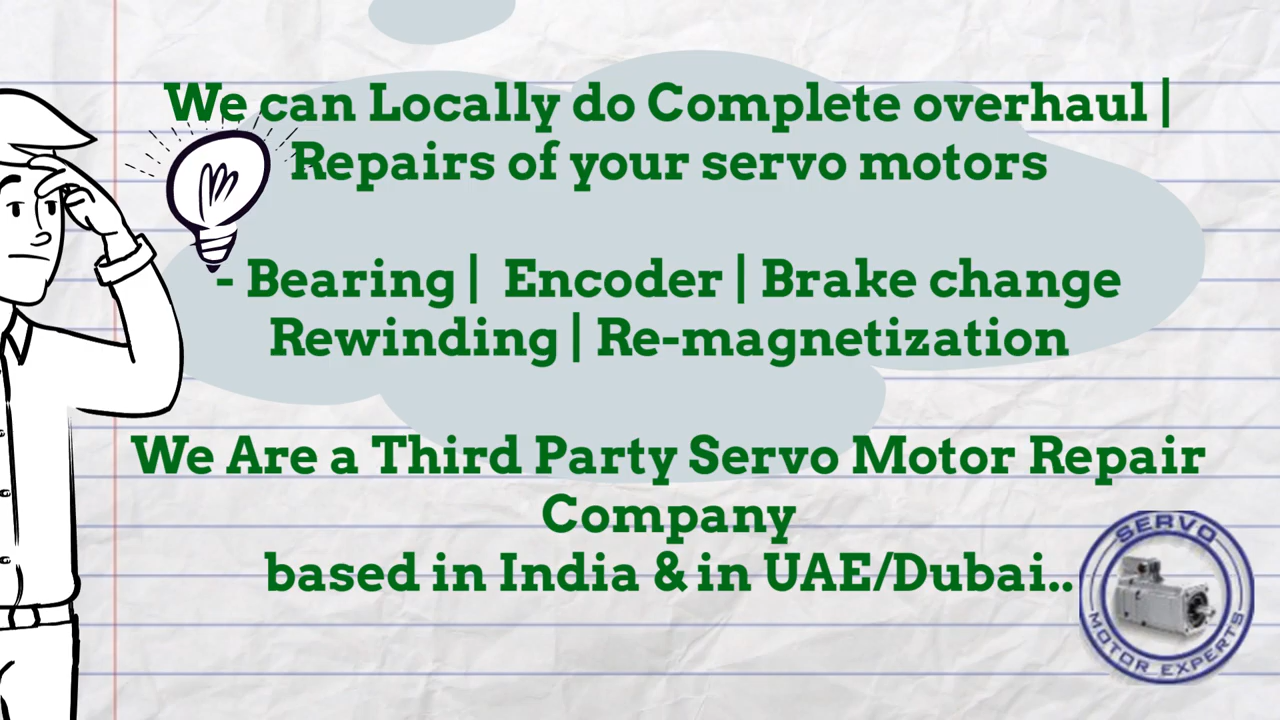 We can Locally do Complete overhaul |
Repairs of your servo motors
- Bearing |  Encoder | Brake change
Rewinding | Re-magnetization
We Are a Third Party Servo Motor Repair
Company
based in India & in UAE/Dubai..
SERVO
MOTOR EXPERTS